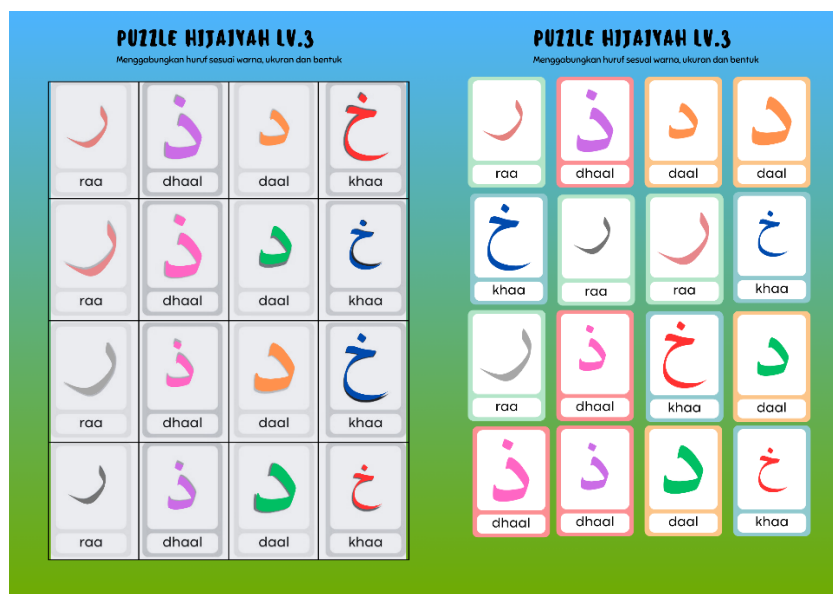 PUZZLE HIJAIYAH LV.3
Menggabungkan huruf sesuai warna, ukuran dan bentuk
ر ذ د خ
raa dhaal daal khaa
ر ذ د خ
raa dhaal daal khaa
ر ذ د خ
raa dhaal daal khaa
ر ذ د خ
raa dhaal daal khaa
PUZZLE HIJAIYAH LV.3
Menggabungkan huruf sesuai warna, ukuran dan bentuk
ر ذ د د
raa dhaal daal daal
خ ر ر خ
khaa raa raa khaa
ر ذ خ د
raa dhaal khaa daal
ذ ذ د خ
dhaal dhaal daal khaa